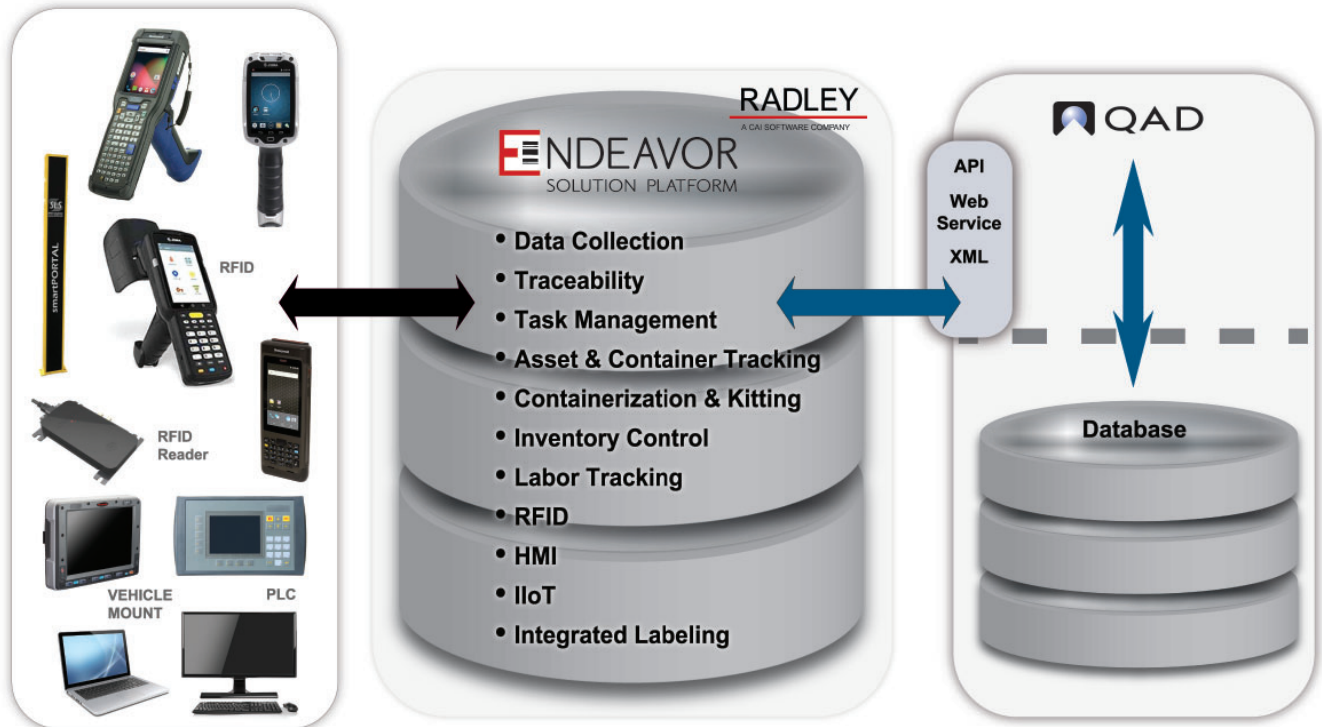 SLS
smartPORTAL
RFID
RFID
Reader
VEHICLE
MOUNT
PLC
RADLEY
A CAI SOFTWARE COMPANY
ENDEAVOR
SOLUTION PLATFORM
• Data Collection
• Traceability
• Task Management
• Asset & Container Tracking
• Containerization & Kitting
• Inventory Control
• Labor Tracking
• RFID
• HMI
• IIoT
• Integrated Labeling
QAD
API
Web
Service
XML
Database